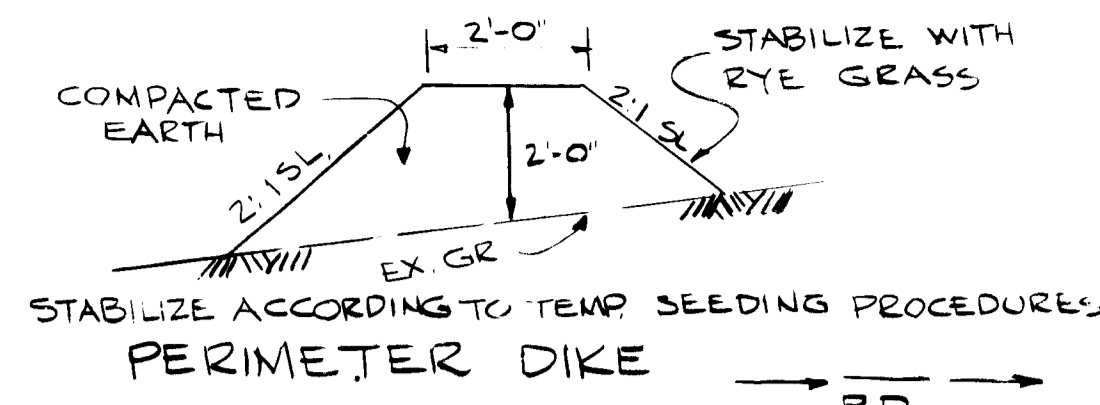 2'-0"
STABILIZE WITH
RYE GRASS
COMPACTED
EARTH
2:1 SL.
2:1 SL
2'-0"
EX. GR
STABILIZE ACCORDING TO TEMP. SEEDING PROCEDURES
PERIMETER DIKE